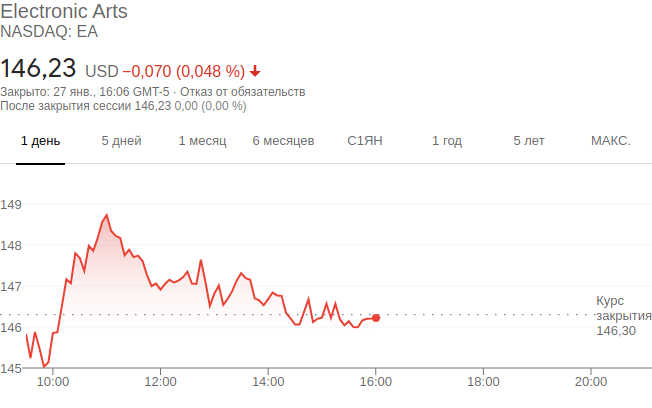 Electronic Arts
NASDAQ: EA
146,23 USD −0,070 (0,048 %)
Закрыто: 27 янв., 16:06 GMT-5 · Отказ от обязательств
После закрытия сессии 146,23 0,00 (0,00 %)
1 день 5 дней 1 месяц 6 месяцев С1ЯН 1 год 5 лет МАКС.
149
148
147
Курс
закрытия
146,30
146
145
10:00 12:00 14:00 16:00 18:00 20:00